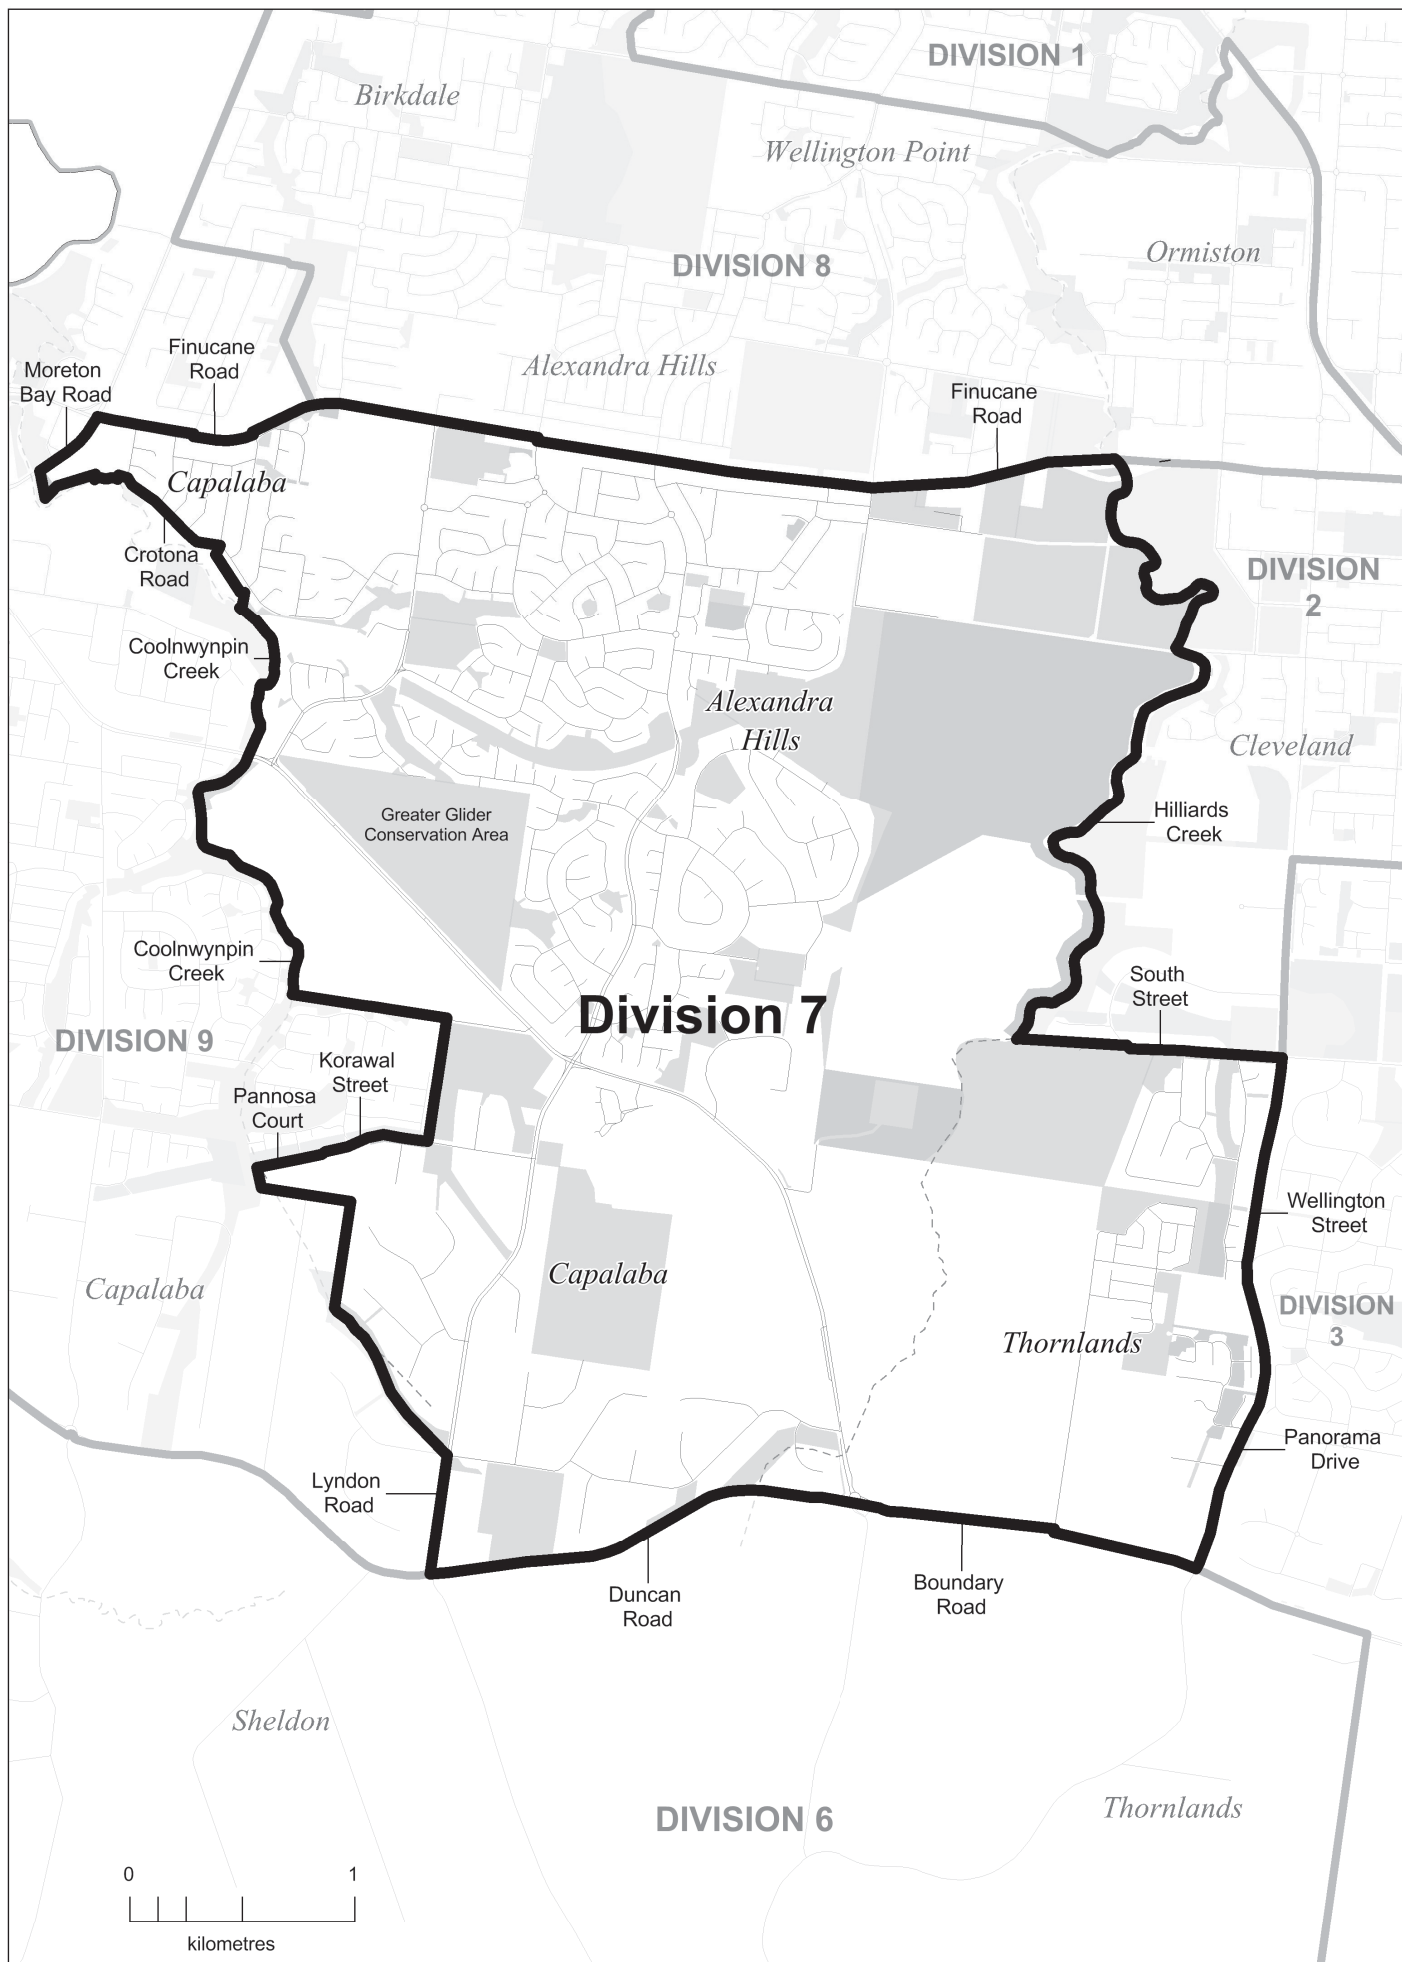 DIVISION 1
Birkdale
Wellington Point
Ormiston
DIVISION 8
Finucane
Road
Moreton
Bay Road
Alexandra Hills
Finucane
Road
Capalaba
Crotona
Road
DIVISION
2
Coolnwynpin
Creek
Alexandra
Hills
Cleveland
Greater Glider
Conservation Area
Hilliards
Creek
Coolnwynpin
Creek
South
Street
Division 7
DIVISION 9
Korawal
Street
Pannosa
Court
Wellington
Street
Capalaba
Capalaba
DIVISION
3
Thornlands
Panorama
Drive
Lyndon
Road
Duncan
Road
Boundary
Road
Sheldon
DIVISION 6
Thornlands
0 1
kilometres